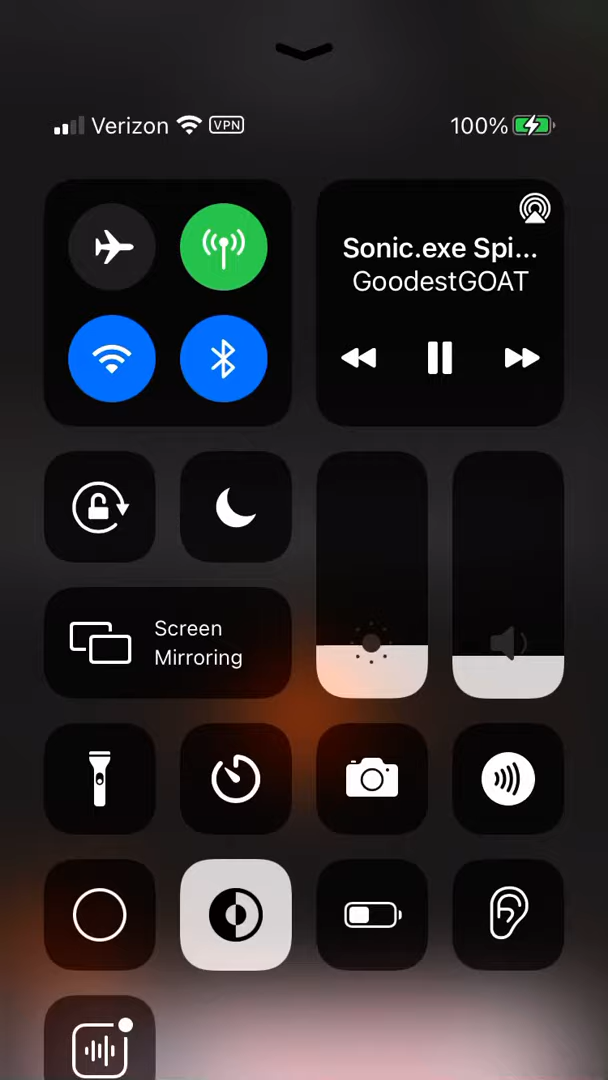 Verizon VPN 100%
Sonic.exe Spi...
GoodestGOAT
Screen
Mirroring